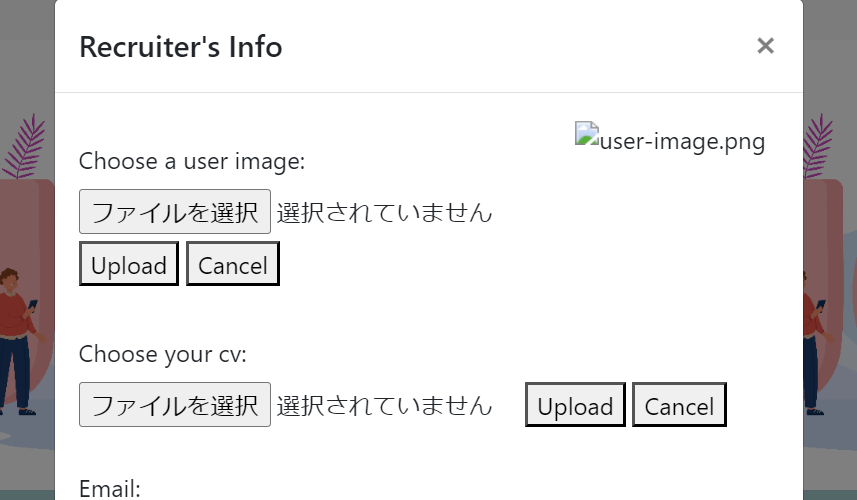 Recruiter's Info ×
user-image.png
Choose a user image:
ファイルを選択 選択されていません
Upload Cancel
Choose your cv:
ファイルを選択 選択されていません Upload Cancel
Email: